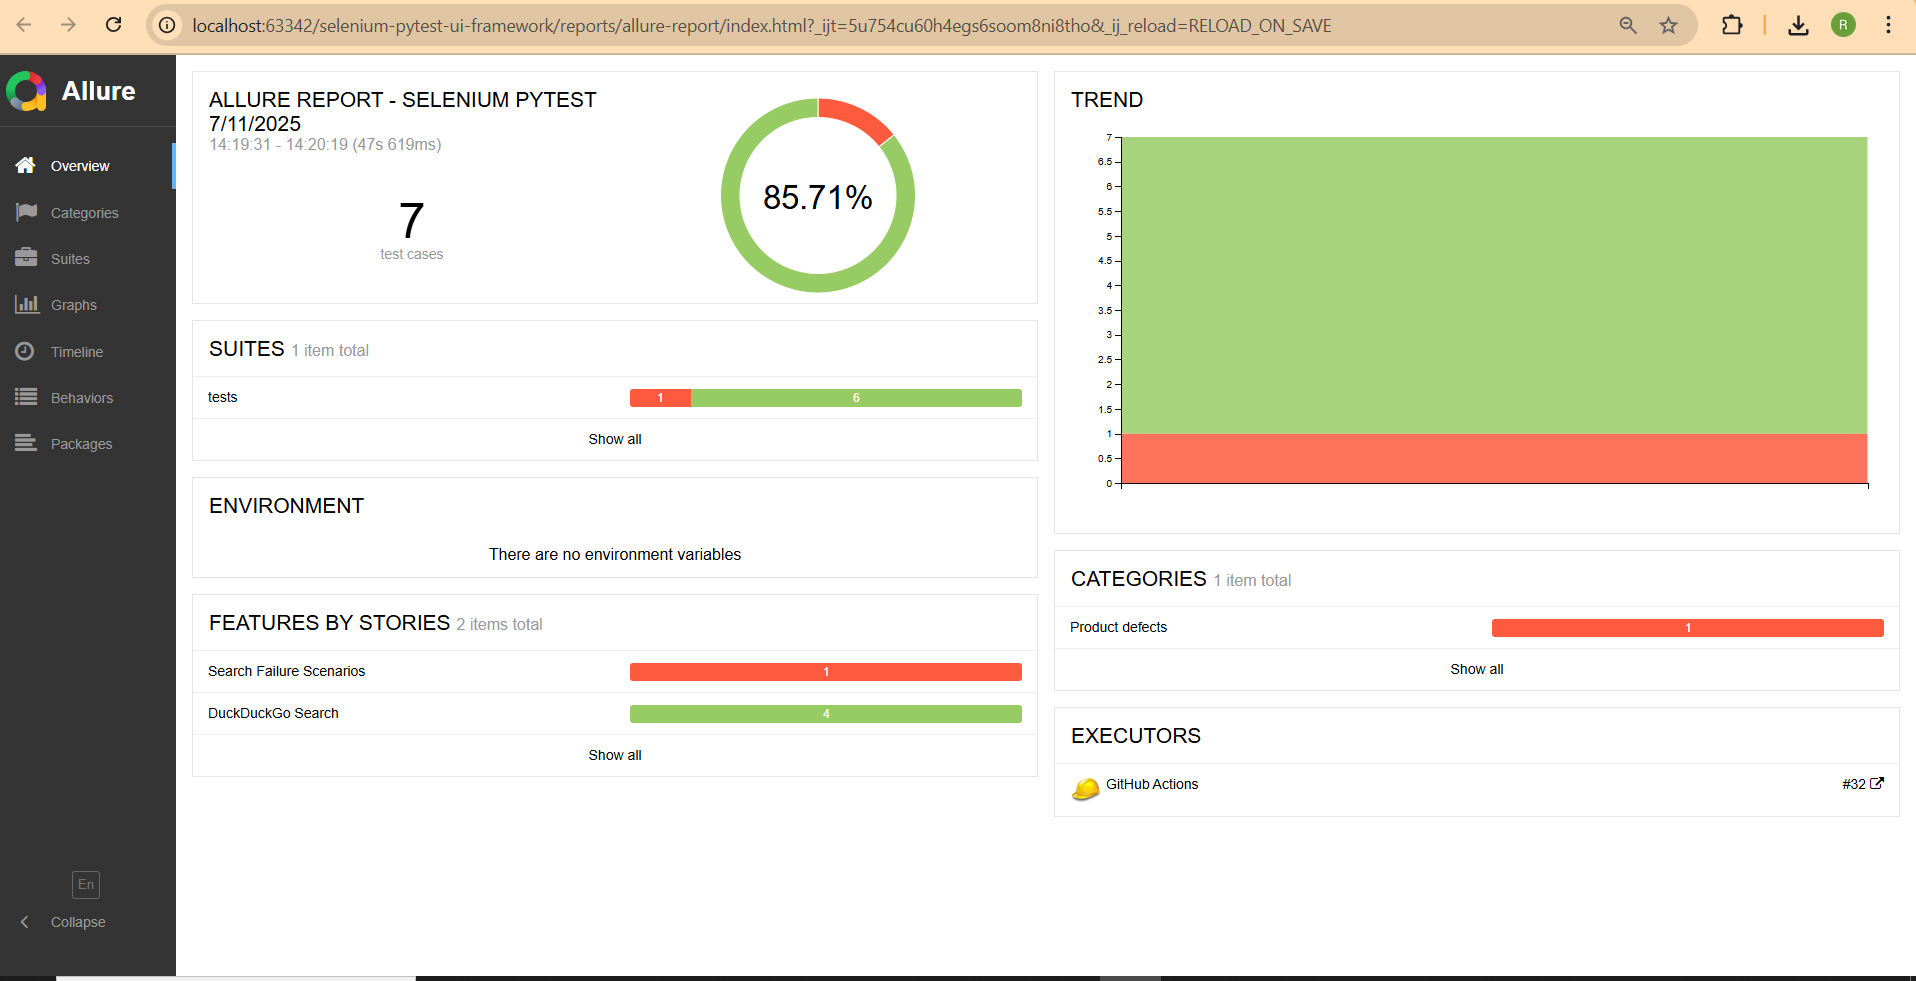 localhost:63342/selenium-pytest-ui-framework/reports/allure-report/index.html?_ijt=5u754cu60h4egs6soom8ni8tho&_ij_reload=RELOAD_ON_SAVE
R
Allure
Overview
Categories
Suites
Graphs
Timeline
Behaviors
Packages
En
Collapse
ALLURE REPORT - SELENIUM PYTEST
7/11/2025
14:19:31 - 14:20:19 (47s 619ms)
7
test cases
85.71%
SUITES 1 item total
tests 1 6
Show all
ENVIRONMENT
There are no environment variables
FEATURES BY STORIES 2 items total
Search Failure Scenarios 1
DuckDuckGo Search 4
Show all
TREND
7
6.5
6
5.5
5
4.5
4
3.5
3
2.5
2
1.5
1
0.5
0
CATEGORIES 1 item total
Product defects 1
Show all
EXECUTORS
GitHub Actions #32